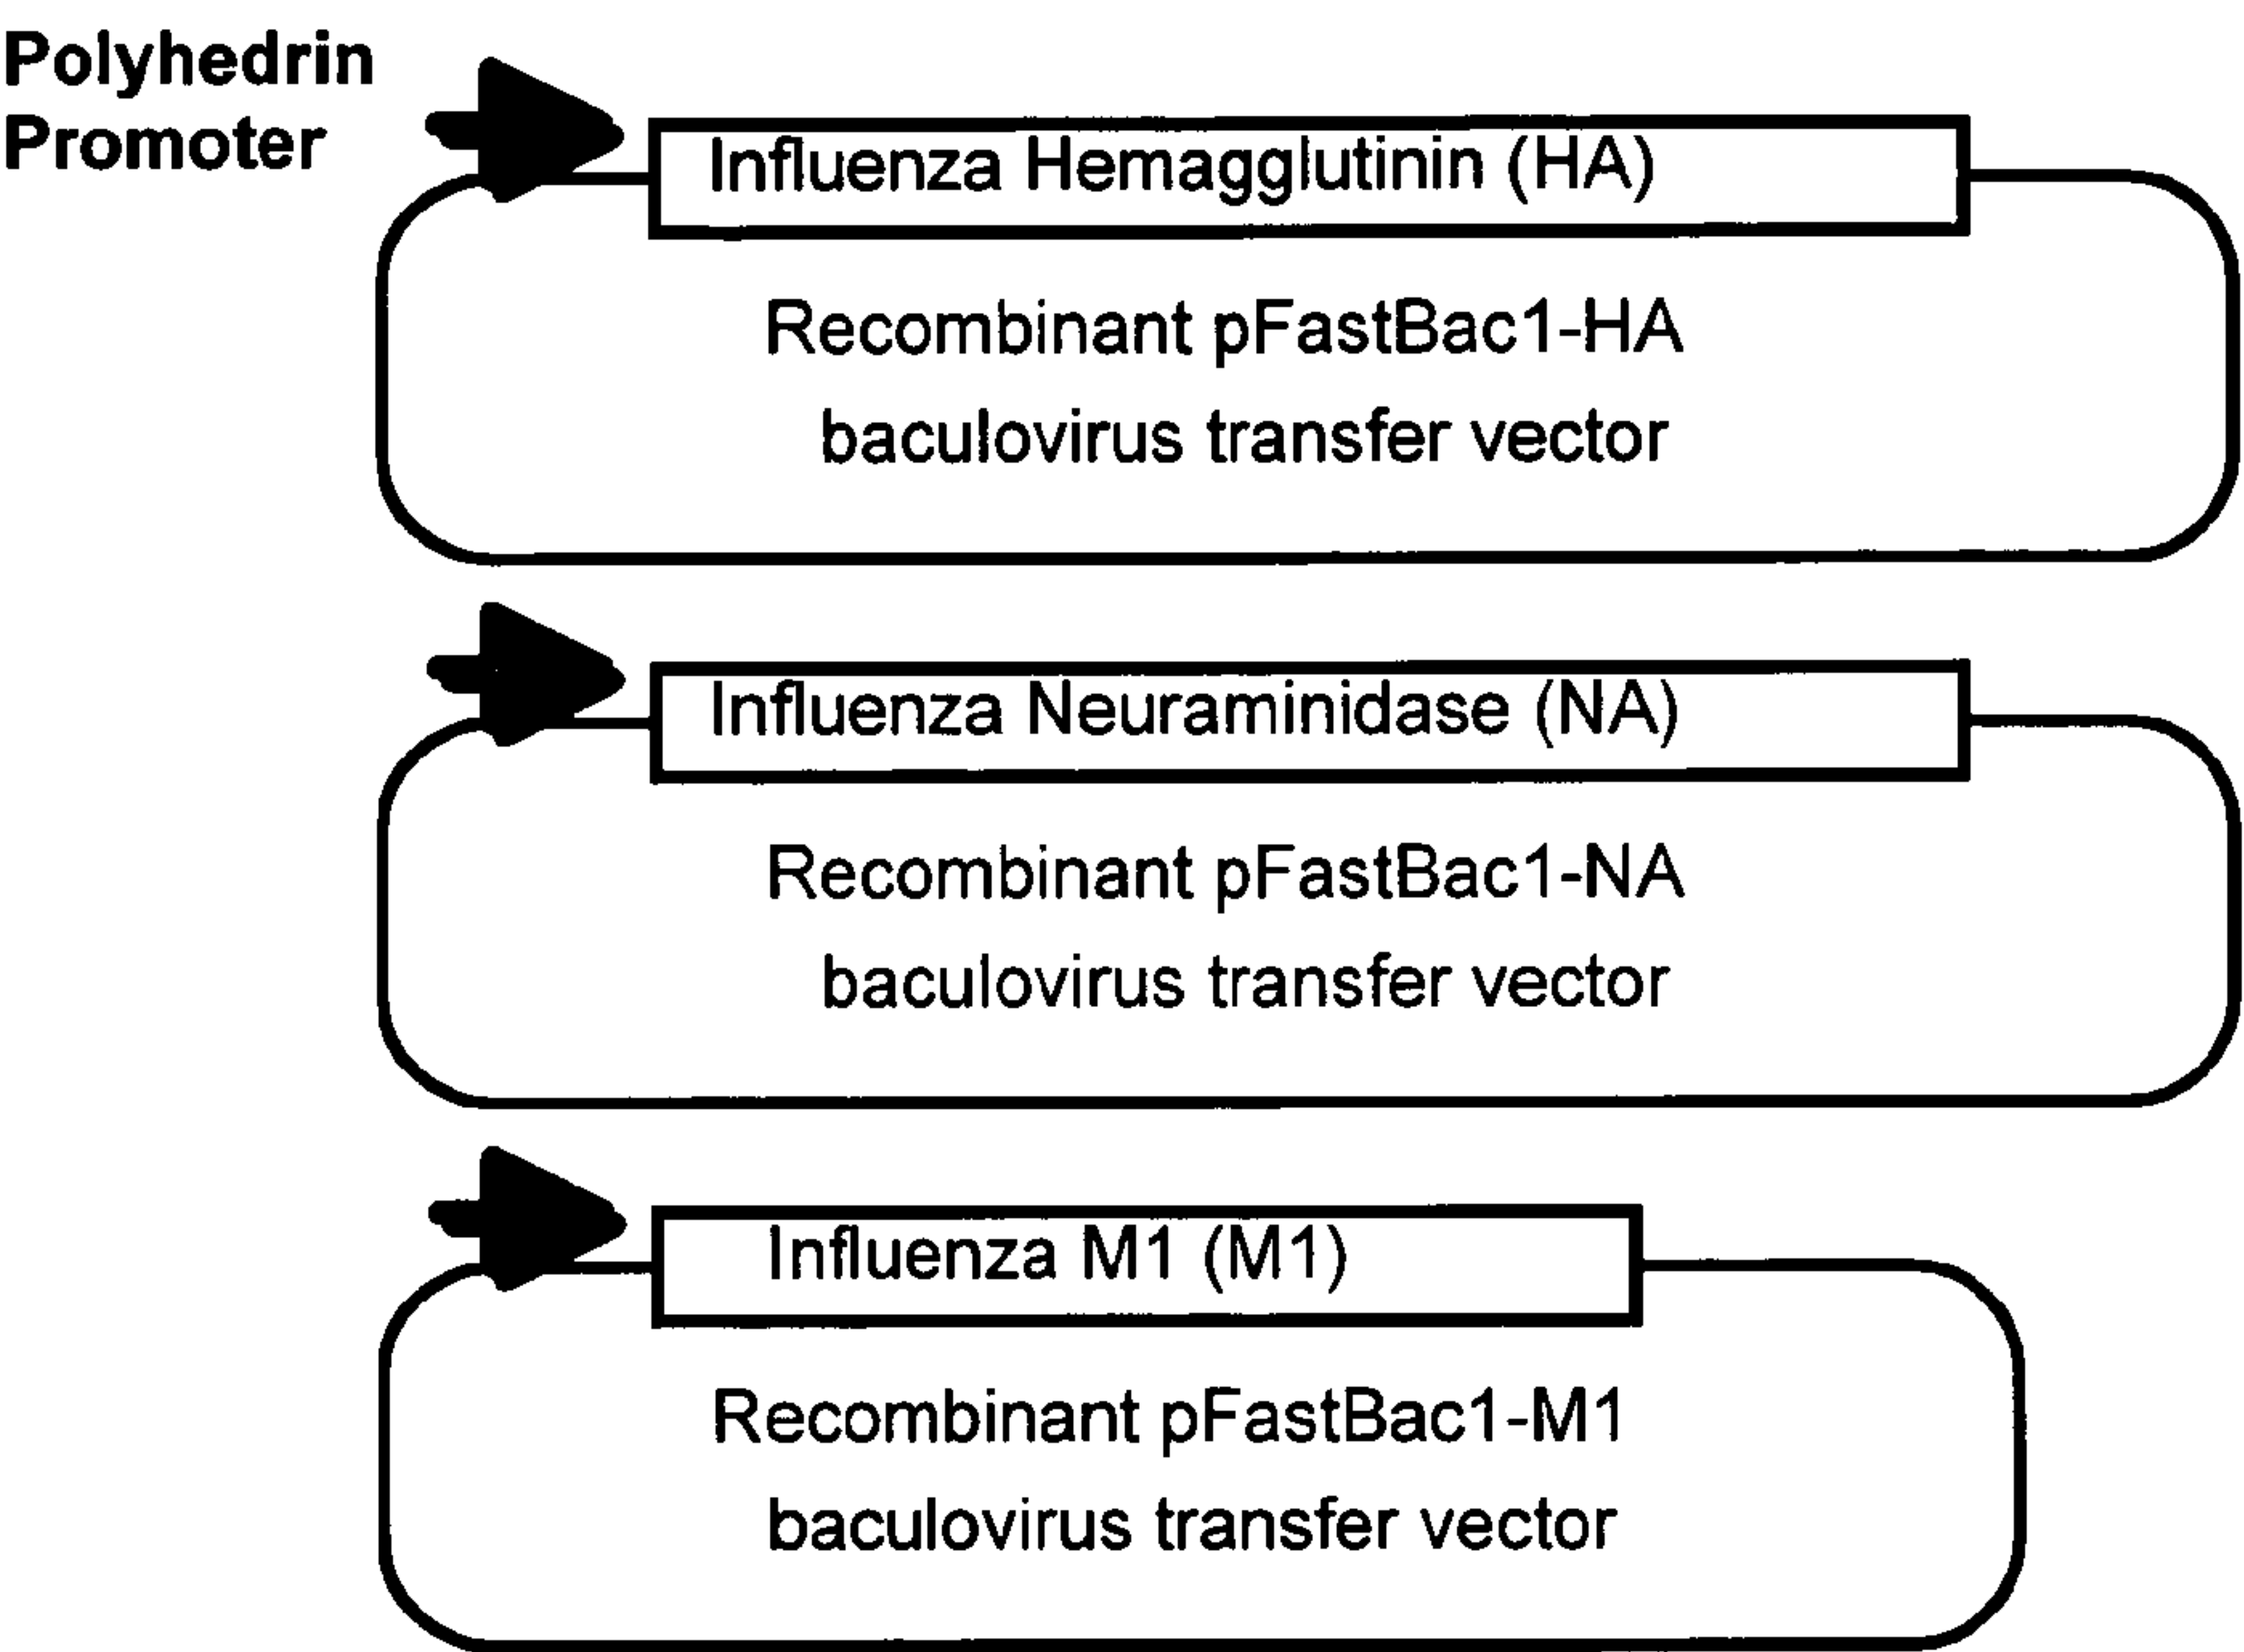 Polyhedrin
Promoter
Influenza Hemagglutinin (HA)
Recombinant pFastBac1-HA
baculovirus transfer vector
Influenza Neuraminidase (NA)
Recombinant pFastBac1-NA
baculovirus transfer vector
Influenza M1 (M1)
Recombinant pFastBac1-M1
baculovirus transfer vector